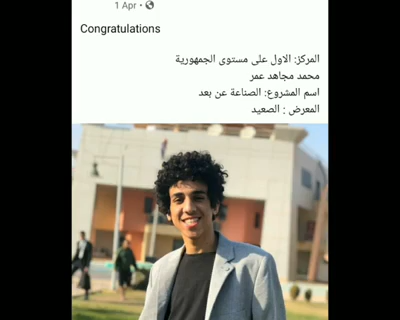 1 Apr •
Congratulations
المركز: الاول على مستوى الجمهورية
محمد مجاهد عمر
اسم المشروع: الصناعة عن بعد
المعرض : الصعيد